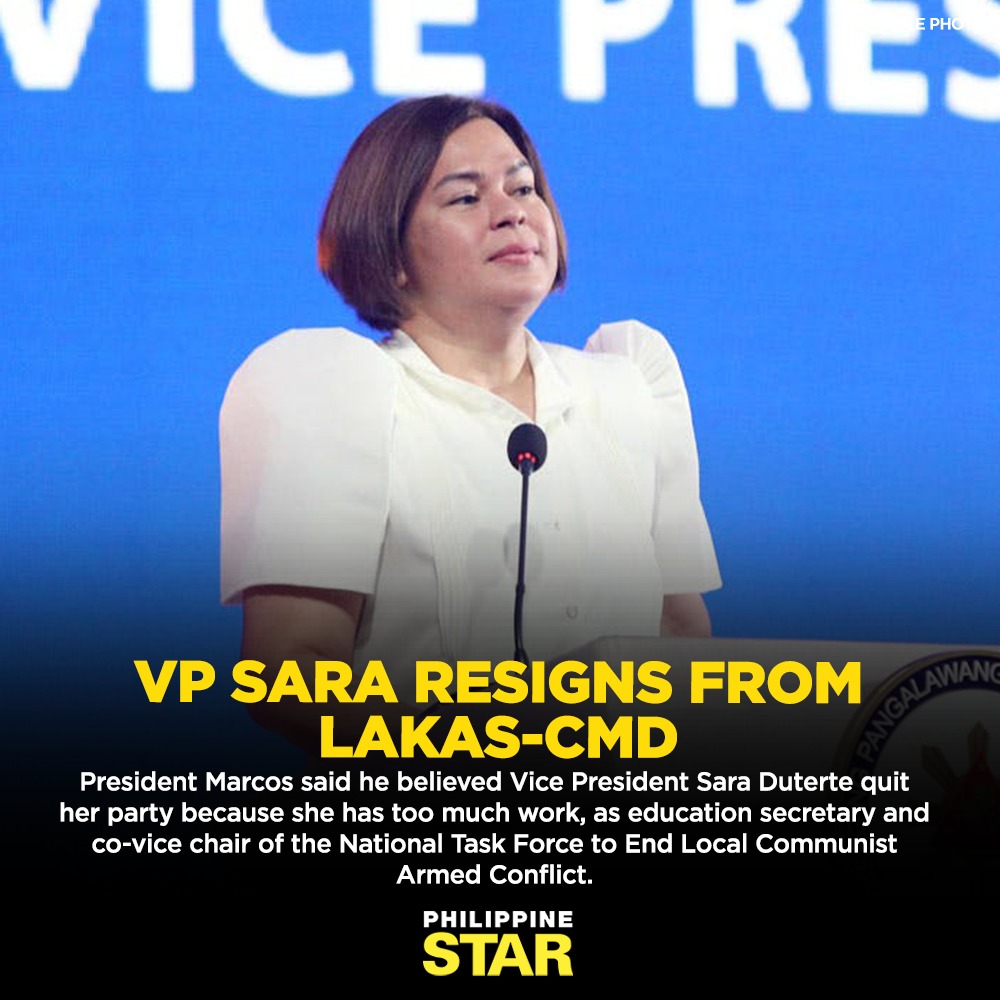 VICE PRES
E PHO
VP SARA RESIGNS FROM
LAKAS-CMD
PANGALAWANG
President Marcos said he believed Vice President Sara Duterte quit
her party because she has too much work, as education secretary and
co-vice chair of the National Task Force to End Local Communist
Armed Conflict.
PHILIPPINE
STAR